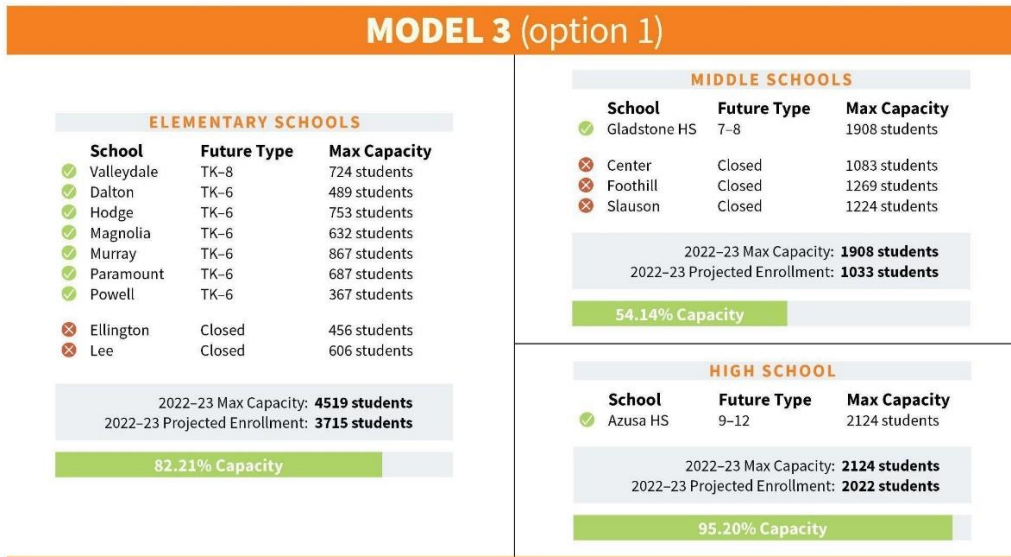 MODEL 3 (option 1)
ELEMENTARY SCHOOLS
School Future Type Max Capacity
Valleydale TK–8 724 students
Dalton TK–6 489 students
Hodge TK–6 753 students
Magnolia TK–6 632 students
Murray TK–6 867 students
Paramount TK–6 687 students
Powell TK–6 367 students
Ellington Closed 456 students
Lee Closed 606 students
2022–23 Max Capacity: 4519 students
2022–23 Projected Enrollment: 3715 students
82.21% Capacity
MIDDLE SCHOOLS
School Future Type Max Capacity
Gladstone HS 7–8 1908 students
Center Closed 1083 students
Foothill Closed 1269 students
Slauson Closed 1224 students
2022–23 Max Capacity: 1908 students
2022–23 Projected Enrollment: 1033 students
54.14% Capacity
HIGH SCHOOL
School Future Type Max Capacity
Azusa HS 9–12 2124 students
2022–23 Max Capacity: 2124 students
2022–23 Projected Enrollment: 2022 students
95.20% Capacity